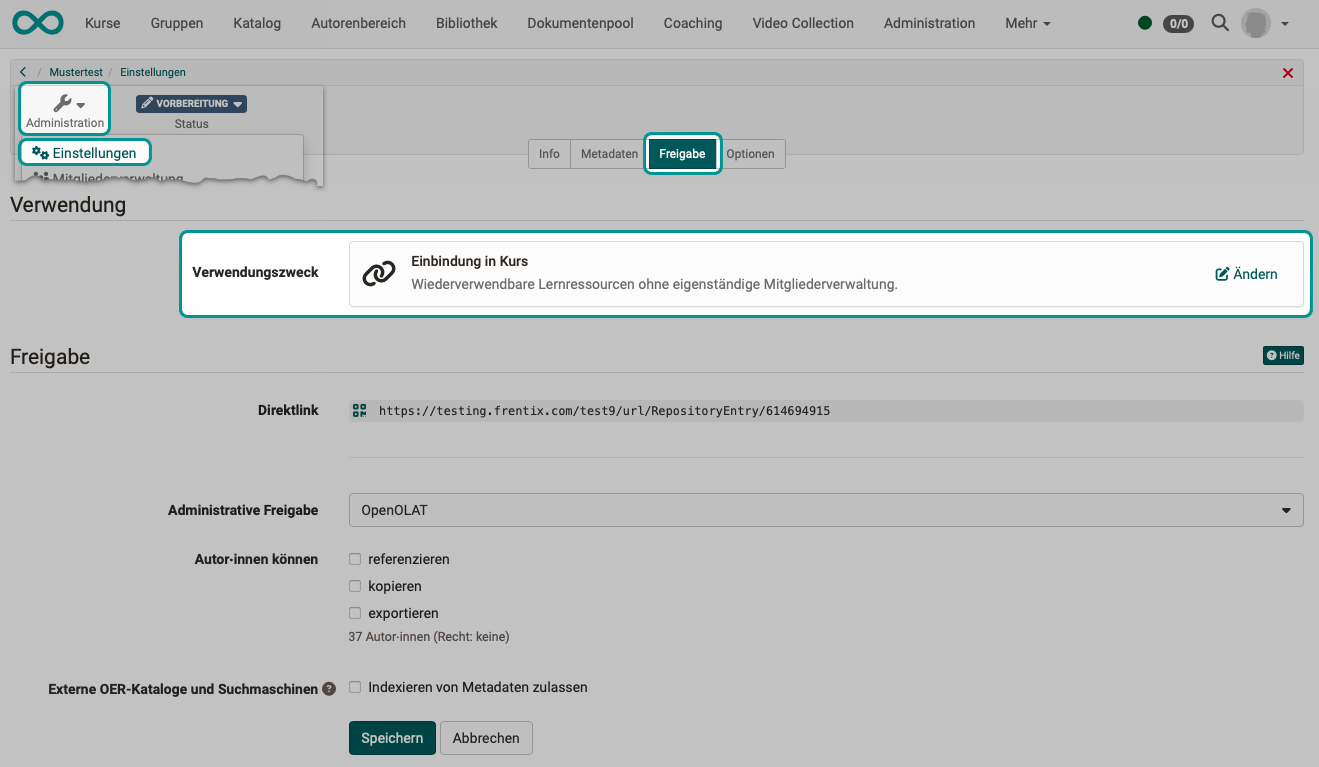 Kurse Gruppen Katalog Autorenbereich Bibliothek Dokumentenpool Coaching Video Collection Administration Mehr 0/0
/ Mustertest / Einstellungen
Administration
VORBEREITUNG
Status
Einstellungen
Mitgliederverwaltung
Info Metadaten Freigabe Optionen
Verwendung
Verwendungszweck
Einbindung in Kurs
Wiederverwendbare Lernressourcen ohne eigenständige Mitgliederverwaltung.
Ändern
Freigabe
Hilfe
Direktlink https://testing.frentix.com/test9/url/RepositoryEntry/614694915
Administrative Freigabe OpenOLAT
Autor·innen können referenzieren
kopieren
exportieren
37 Autor·innen (Recht: keine)
Externe OER-Kataloge und Suchmaschinen ? Indexieren von Metadaten zulassen
Speichern Abbrechen